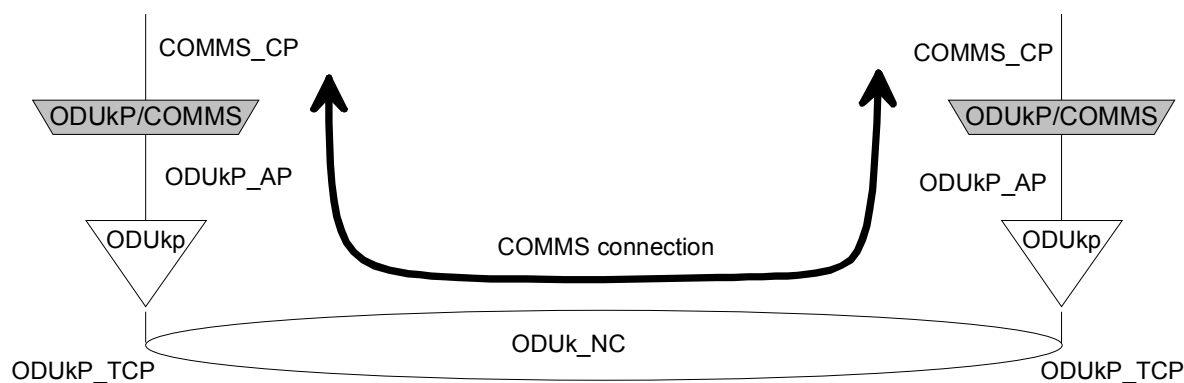 COMMS_CP
COMMS_CP
ODUkP/COMMS
ODUkP/COMMS
ODUkP_AP
ODUkP_AP
ODUkp
ODUkp
COMMS connection
ODUk_NC
ODUkP_TCP
ODUkP_TCP